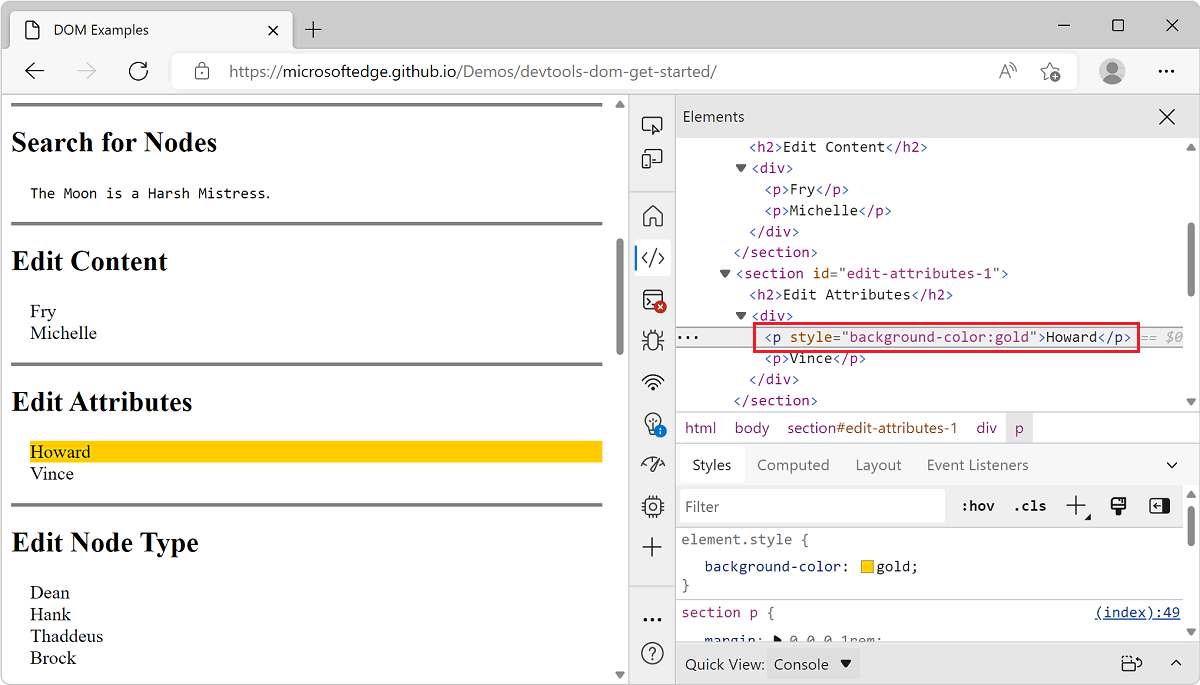 DOM Examples
https://microsoftedge.github.io/Demos/devtools-dom-get-started/
Search for Nodes
The Moon is a Harsh Mistress.
Edit Content
Fry
Michelle
Edit Attributes
Howard
Vince
Edit Node Type
Dean
Hank
Thaddeus
Brock
Elements
<h2>Edit Content</h2>
<div>
<p>Fry</p>
<p>Michelle</p>
</div>
</section>
<section id="edit-attributes-1">
<h2>Edit Attributes</h2>
<div>
<p style="background-color:gold">Howard</p> == $0
<p>Vince</p>
</div>
</section>
html body section#edit-attributes-1 div p
Styles Computed Layout Event Listeners
Filter :hov .cls
element.style {
background-color: gold;
}
section p { (index):49
margin: 0 0 0 1rem;
Quick View: Console